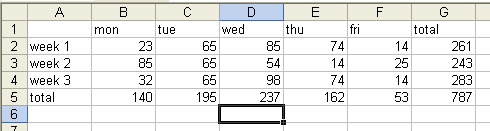 A B C D E F G
1 mon tue wed thu fri total
2 week 1 23 65 85 74 14 261
3 week 2 85 65 54 14 25 243
4 week 3 32 65 98 74 14 283
5 total 140 195 237 162 53 787
6
7